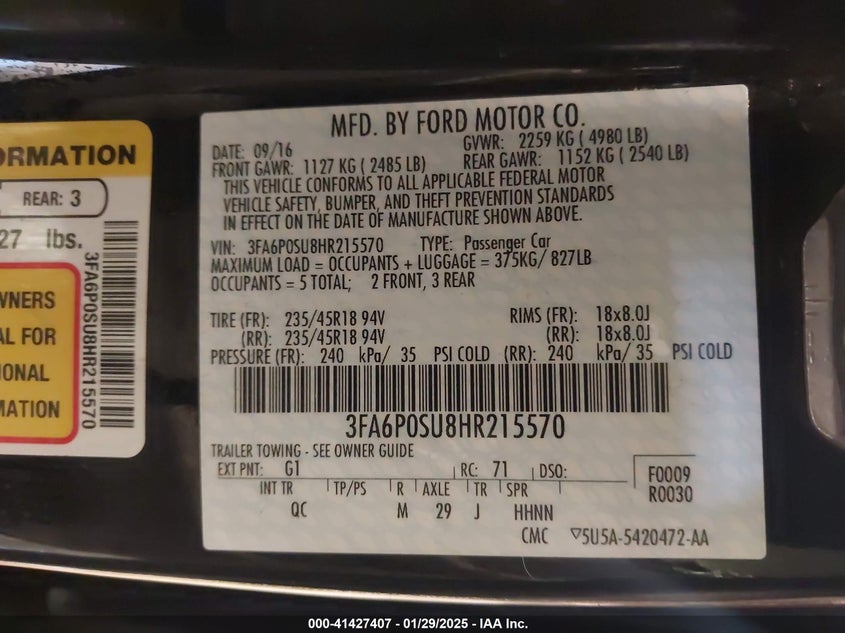 ORMATION
REAR: 3
27 lbs.
WNERS
AL FOR
IONAL
MATION
3FA6P0SU8HR215570
MFD. BY FORD MOTOR CO.
DATE: 09/16 GVWR: 2259 KG ( 4980 LB)
FRONT GAWR: 1127 KG ( 2485 LB) REAR GAWR: 1152 KG ( 2540 LB)
THIS VEHICLE CONFORMS TO ALL APPLICABLE FEDERAL MOTOR
VEHICLE SAFETY, BUMPER, AND THEFT PREVENTION STANDARDS
IN EFFECT ON THE DATE OF MANUFACTURE SHOWN ABOVE.
VIN: 3FA6P0SU8HR215570 TYPE: Passenger Car
MAXIMUM LOAD = OCCUPANTS + LUGGAGE = 375KG/ 827LB
OCCUPANTS = 5 TOTAL; 2 FRONT, 3 REAR
TIRE (FR): 235/45R18 94V RIMS (FR): 18x8.0J
(RR): 235/45R18 94V (RR): 18x8.0J
PRESSURE (FR): 240 kPa/ 35 PSI COLD (RR): 240 kPa/ 35 PSI COLD
3FA6P0SU8HR215570
TRAILER TOWING - SEE OWNER GUIDE
EXT PNT: G1 RC: 71 DSO: F0009
R0030
INT TR TP/PS R AXLE TR SPR
QC M 29 J HHNN
CMC ▽5U5A-5420472-AA
000-41427407 - 01/29/2025 - IAA Inc.